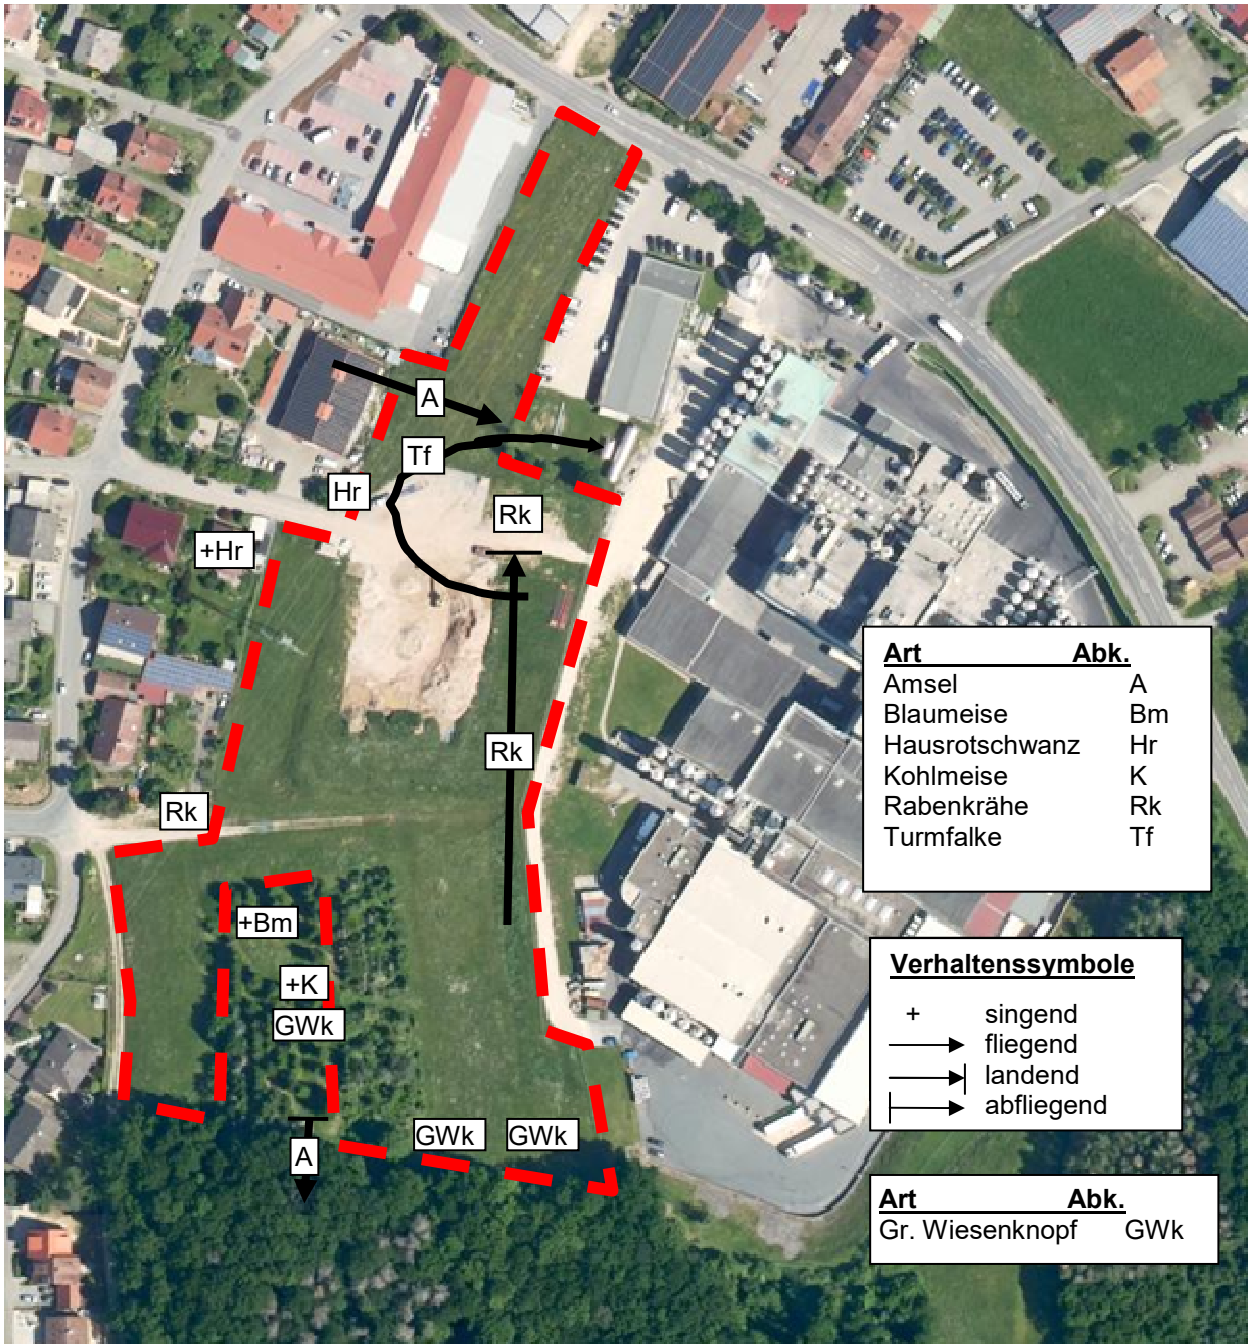 A
Tf
Hr
Rk
+Hr
Rk
Rk
+Bm
+K
GWk
GWk GWk
A
Art Abk.
Amsel A
Blaumeise Bm
Hausrotschwanz Hr
Kohlmeise K
Rabenkrähe Rk
Turmfalke Tf
Verhaltenssymbole
+ singend
fliegend
landend
abfliegend
Art Abk.
Gr. Wiesenknopf GWk